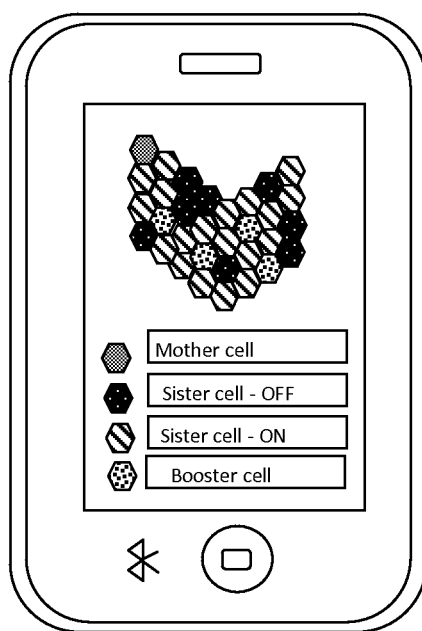 Mother cell
Sister cell - OFF
Sister cell - ON
Booster cell